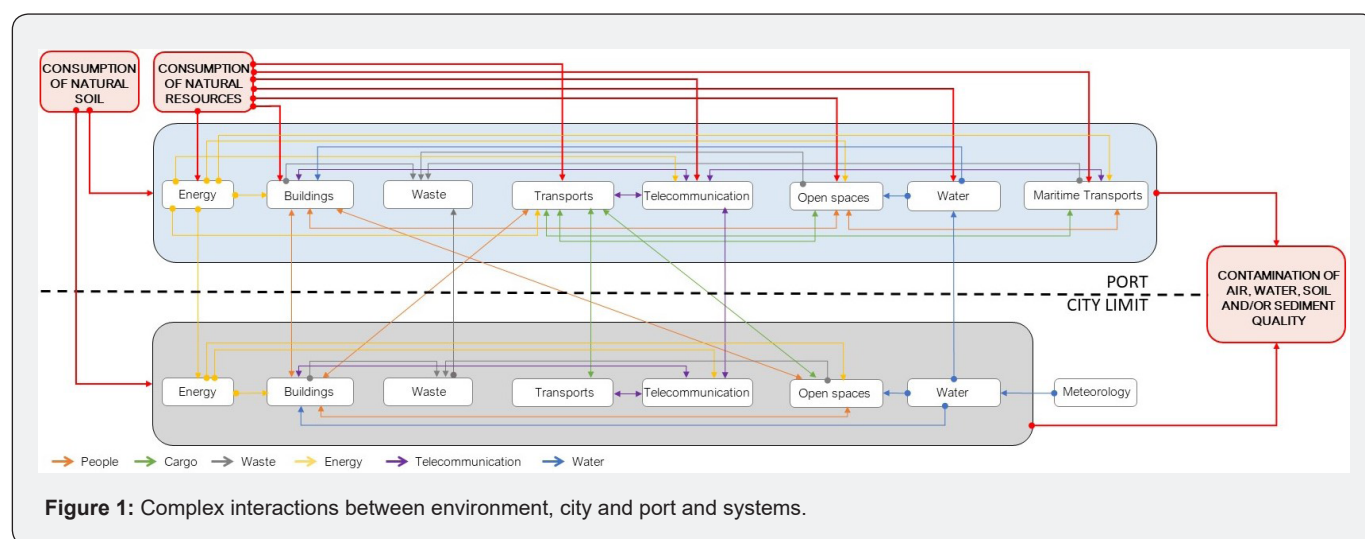 CONSUMPTION
OF NATURAL
SOIL
CONSUMPTION
OF NATURAL
RESOURCES
Energy
Buildings
Waste
Transports
Telecommunication
Open spaces
Water
Maritime Transports
PORT
CITY LIMIT
CONTAMINATION OF
AIR, WATER, SOIL
AND/OR SEDIMENT
QUALITY
Energy
Buildings
Waste
Transports
Telecommunication
Open spaces
Water
Meteorology
People
Cargo
Waste
Energy
Telecommunication
Water
Figure 1: Complex interactions between environment, city and port and systems.